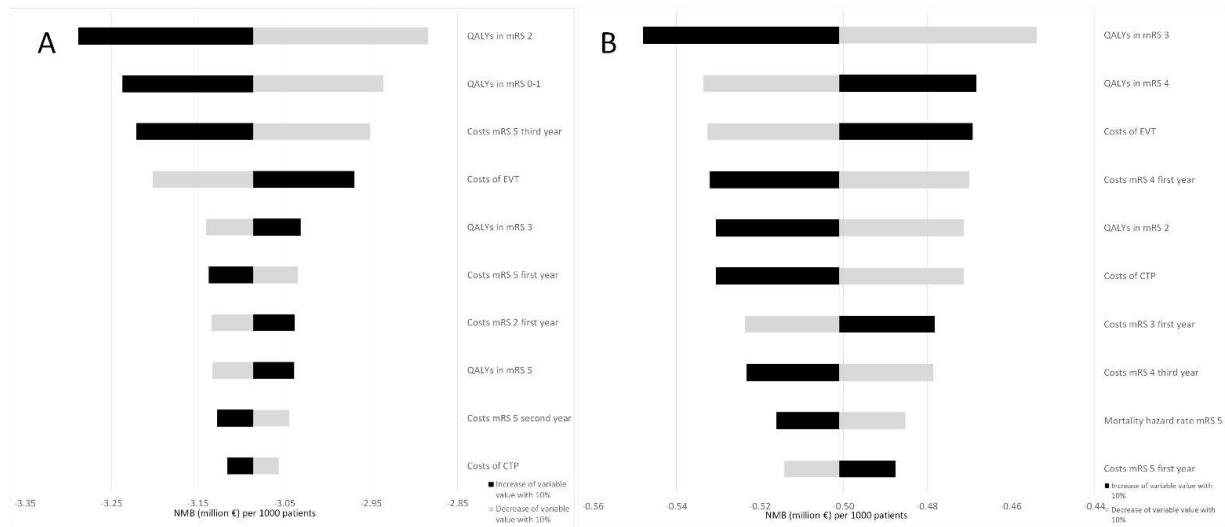 A
QALYs in mRS 2
QALYs in mRS 0-1
Costs mRS 5 third year
Costs of EVT
QALYs in mRS 3
Costs mRS 5 first year
Costs mRS 2 first year
QALYs in mRS 5
Costs mRS 5 second year
Costs of CTP
-3.35
-3.25
-3.15
-3.05
-2.95
-2.85
NMB (million €) per 1000 patients
Increase of variable
value with 10%
Decrease of variable
value with 10%
B
QALYs in mRS 3
QALYs in mRS 4
Costs of EVT
Costs mRS 4 first year
QALYs in mRS 2
Costs of CTP
Costs mRS 3 first year
Costs mRS 4 third year
Mortality hazard rate mRS 5
Costs mRS 5 first year
-0.56
-0.54
-0.52
-0.50
-0.48
-0.46
-0.44
NMB (million €) per 1000 patients
Increase of variable value with
10%
Decrease of variable value with
10%